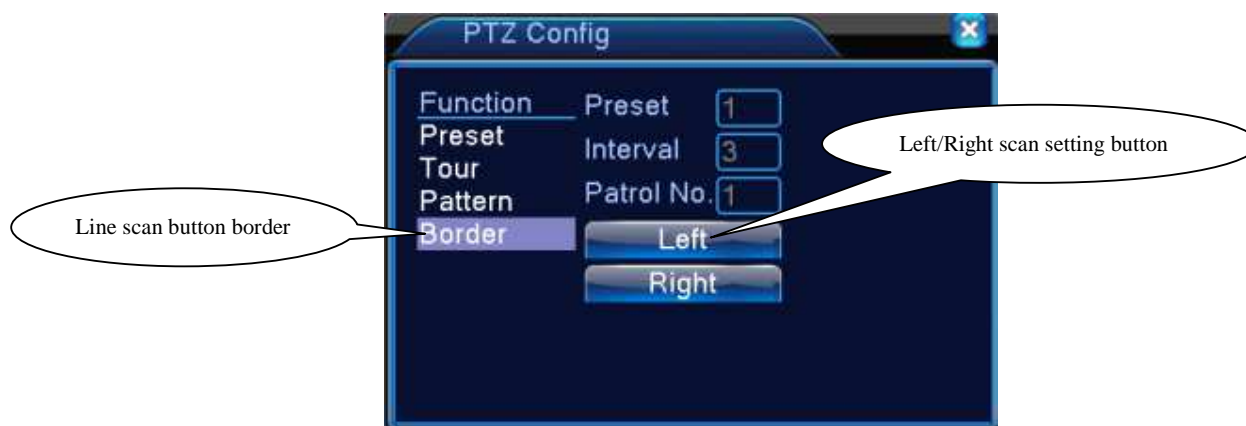 PTZ Config
Function
Preset
Tour
Pattern
Border
Preset 1
Interval 3
Patrol No. 1
Left
Right
Line scan button border
Left/Right scan setting button